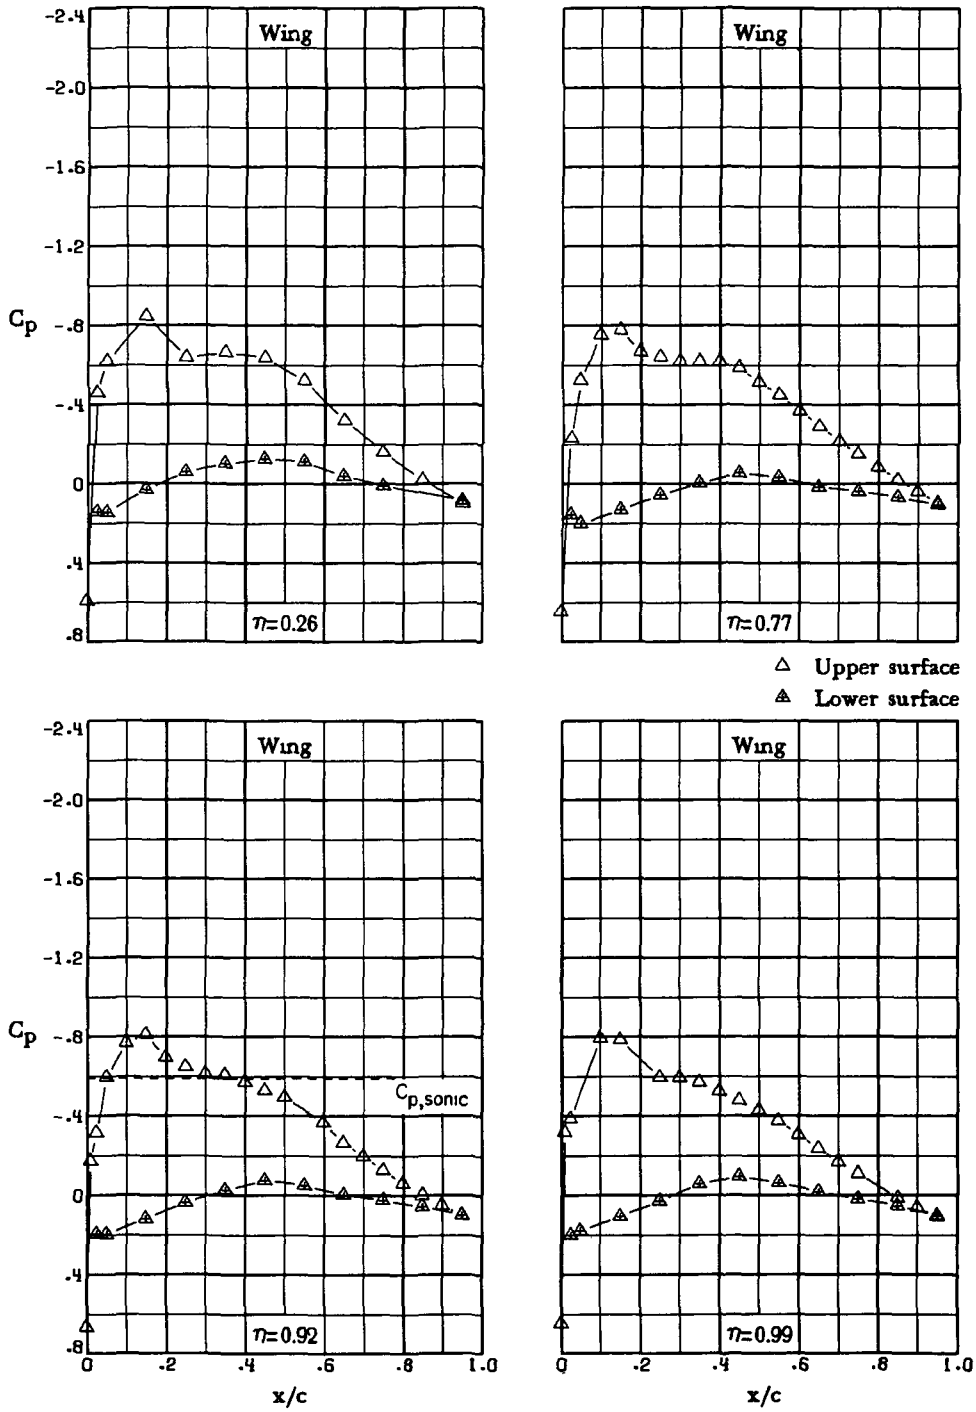 Wing
Wing
-2.4
-2.0
-1.6
-1.2
Cp
-.8
-.4
0
.4
.8
η=0.26
η=0.77
Upper surface
Lower surface
Wing
Wing
-2.4
-2.0
-1.6
-1.2
Cp
-.8
Cp,sonic
-.4
0
.4
.8
η=0.92
η=0.99
0 .2 .4 .6 .8 1.0
0 .2 .4 .6 .8 1.0
x/c
x/c